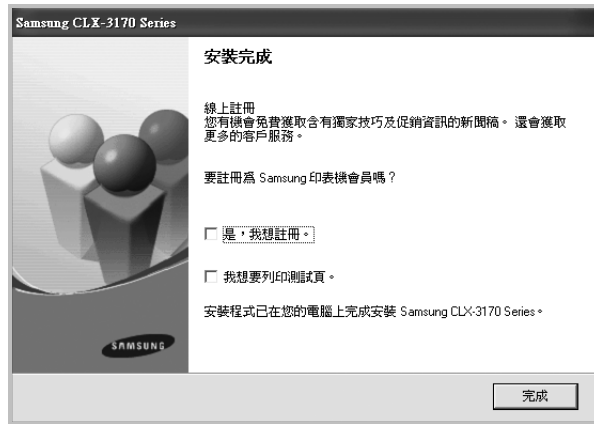 Samsung CLX-3170 Series
安裝完成
線上註冊
您有機會免費獲取含有獨家技巧及促銷資訊的新聞稿。 還會獲取
更多的客戶服務。
要註冊為 Samsung 印表機會員嗎？
是，我想註冊。
我想要列印測試頁。
安裝程式已在您的電腦上完成安裝 Samsung CLX-3170 Series。
SAMSUNG
完成